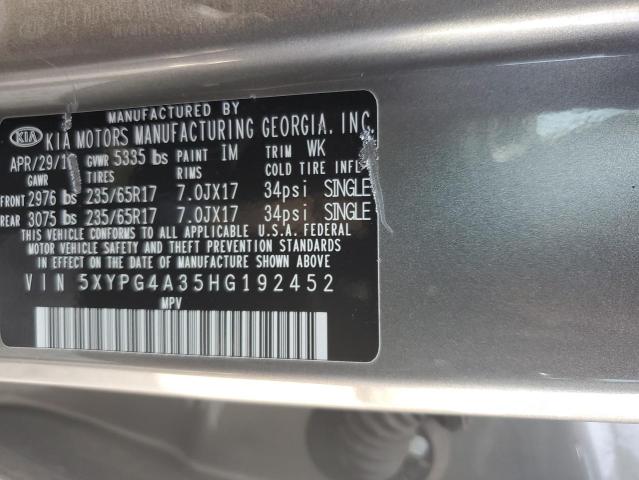 MANUFACTURED BY
KIA KIA MOTORS MANUFACTURING GEORGIA, INC
APR/29/1 GVWR 5335 lbs PAINT IM TRIM WK
GAWR TIRES RIMS COLD TIRE INFL
FRONT 2976 lbs 235/65R17 7.0JX17 34psi SINGLE
REAR 3075 lbs 235/65R17 7.0JX17 34psi SINGLE
THIS VEHICLE CONFORMS TO ALL APPLICABLE U.S.A. FEDERAL
MOTOR VEHICLE SAFETY AND THEFT PREVENTION STANDARDS
IN EFFECT ON THE DATE OF MANUFACTURE SHOWN ABOVE
VIN 5XYPG4A35HG192452
MPV